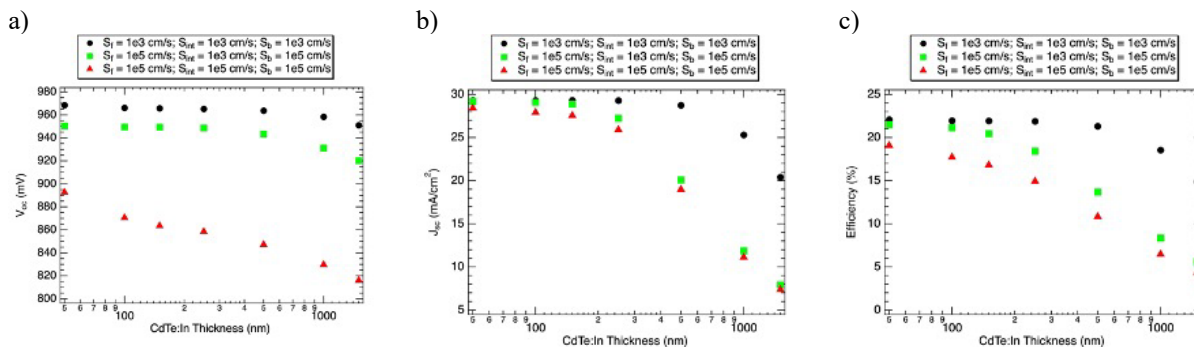 a)
S_f = 1e3 cm/s; S_int = 1e3 cm/s; S_b = 1e3 cm/s
S_f = 1e5 cm/s; S_int = 1e3 cm/s; S_b = 1e5 cm/s
S_f = 1e5 cm/s; S_int = 1e5 cm/s; S_b = 1e5 cm/s
980
960
940
920
900
880
860
840
820
800
V_oc (mV)
5 6 7 8 9 100 2 3 4 5 6 7 8 9 1000
CdTe:In Thickness (nm)
b)
S_f = 1e3 cm/s; S_int = 1e3 cm/s; S_b = 1e3 cm/s
S_f = 1e5 cm/s; S_int = 1e3 cm/s; S_b = 1e5 cm/s
S_f = 1e5 cm/s; S_int = 1e5 cm/s; S_b = 1e5 cm/s
30
25
20
15
10
5
J_sc (mA/cm²)
5 6 7 8 9 100 2 3 4 5 6 7 8 9 1000
CdTe:In Thickness (nm)
c)
S_f = 1e3 cm/s; S_int = 1e3 cm/s; S_b = 1e3 cm/s
S_f = 1e5 cm/s; S_int = 1e3 cm/s; S_b = 1e5 cm/s
S_f = 1e5 cm/s; S_int = 1e5 cm/s; S_b = 1e5 cm/s
25
20
15
10
5
0
Efficiency (%)
5 6 7 8 9 100 2 3 4 5 6 7 8 9 1000
CdTe:In Thickness (nm)